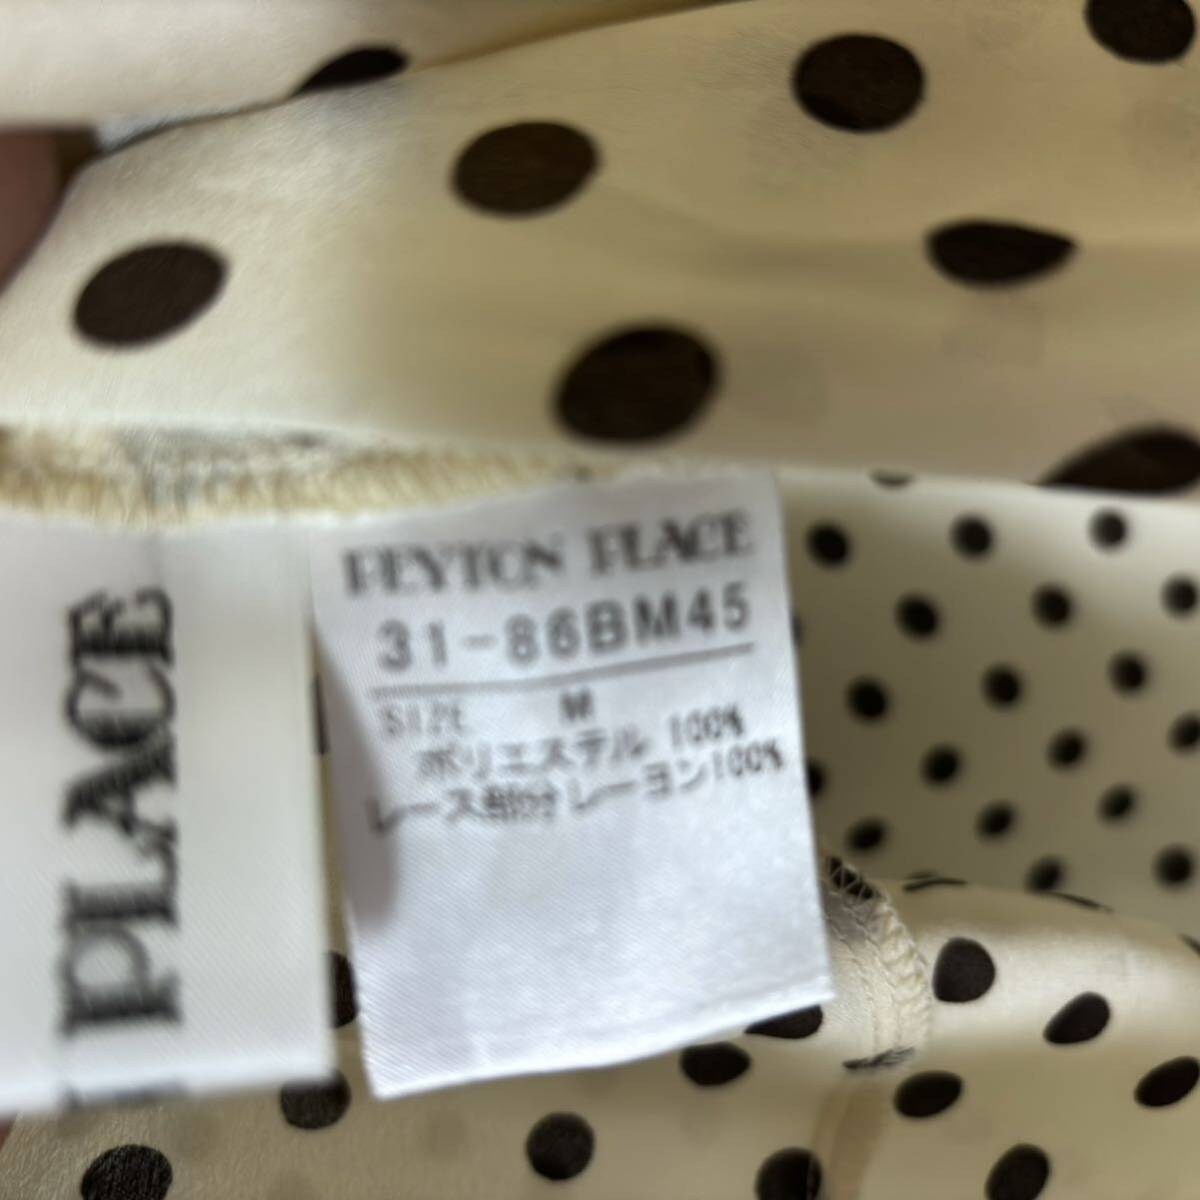 PEYTON PLACE
31-86BM45
SIZE M
ポリエステル 100%
レース部分レーヨン100%
PLACE